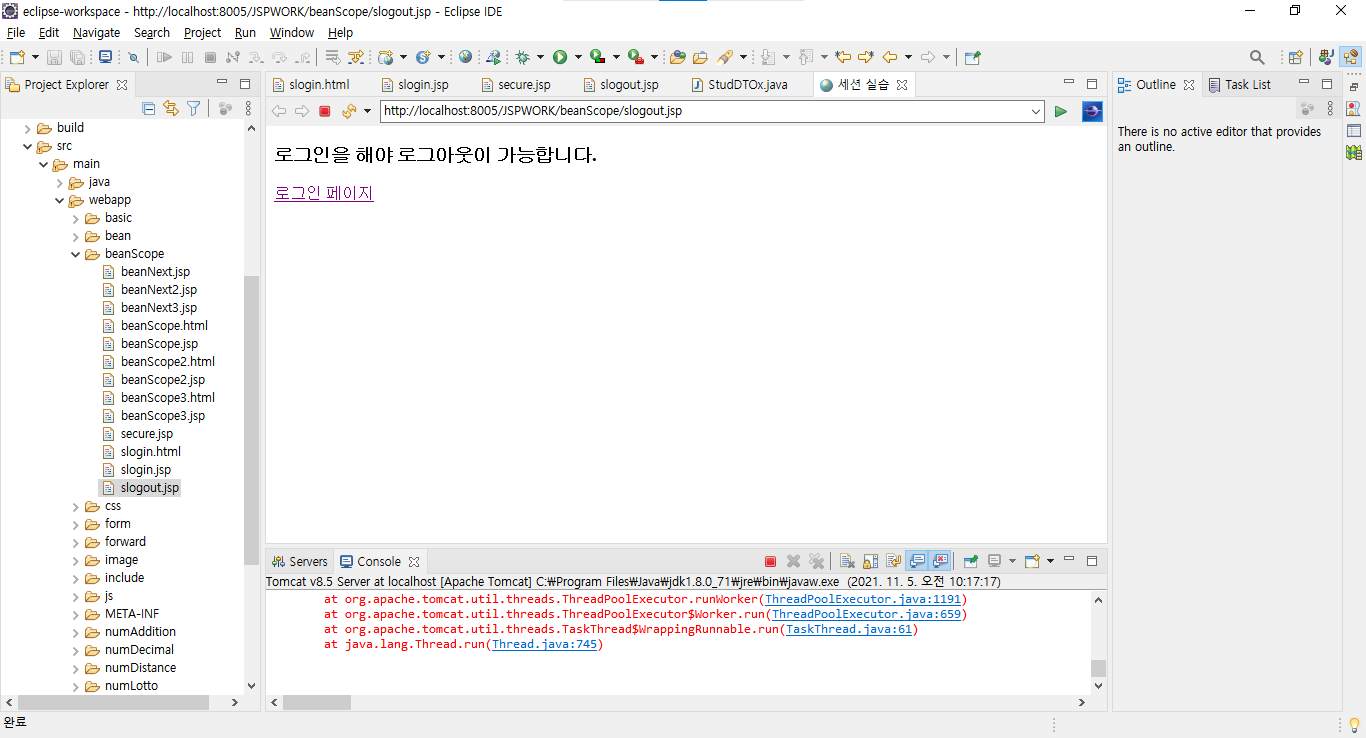 eclipse-workspace - http://localhost:8005/JSPWORK/beanScope/slogout.jsp - Eclipse IDE
File Edit Navigate Search Project Run Window Help
Project Explorer
build
src
main
java
webapp
basic
bean
beanScope
beanNext.jsp
beanNext2.jsp
beanNext3.jsp
beanScope.html
beanScope.jsp
beanScope2.html
beanScope2.jsp
beanScope3.html
beanScope3.jsp
secure.jsp
slogin.html
slogin.jsp
slogout.jsp
css
form
forward
image
include
js
META-INF
numAddition
numDecimal
numDistance
numLotto
slogin.html slogin.jsp secure.jsp slogout.jsp StudDTOx.java 세션 실습
http://localhost:8005/JSPWORK/beanScope/slogout.jsp
로그인을 해야 로그아웃이 가능합니다.
로그인 페이지
Servers Console
Tomcat v8.5 Server at localhost [Apache Tomcat] C:₩Program Files₩Java₩jdk1.8.0_71₩jre₩bin₩javaw.exe (2021. 11. 5. 오전 10:17:17)
at org.apache.tomcat.util.threads.ThreadPoolExecutor.runWorker(ThreadPoolExecutor.java:1191)
at org.apache.tomcat.util.threads.ThreadPoolExecutor$Worker.run(ThreadPoolExecutor.java:659)
at org.apache.tomcat.util.threads.TaskThread$WrappingRunnable.run(TaskThread.java:61)
at java.lang.Thread.run(Thread.java:745)
Outline Task List
There is no active editor that provides
an outline.
완료